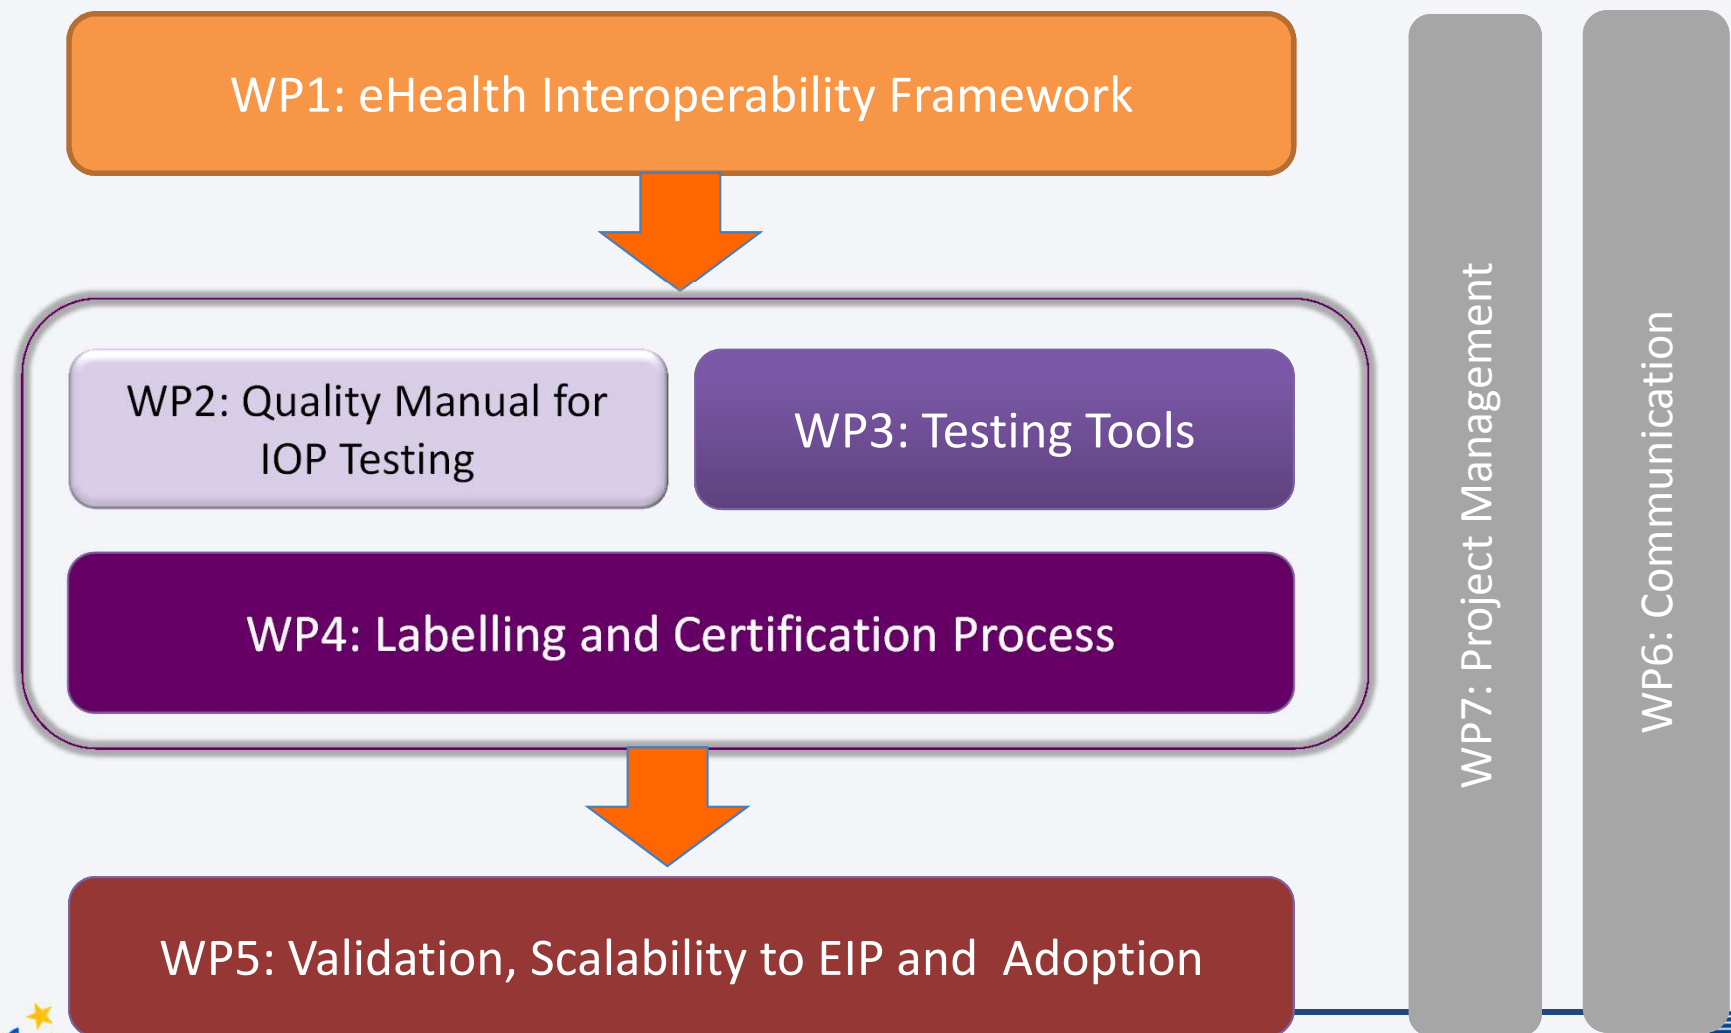 WP1: eHealth Interoperability Framework
WP2: Quality Manual for
IOP Testing
WP3: Testing Tools
WP4: Labelling and Certification Process
WP5: Validation, Scalability to EIP and  Adoption
WP7: Project Management
WP6: Communication